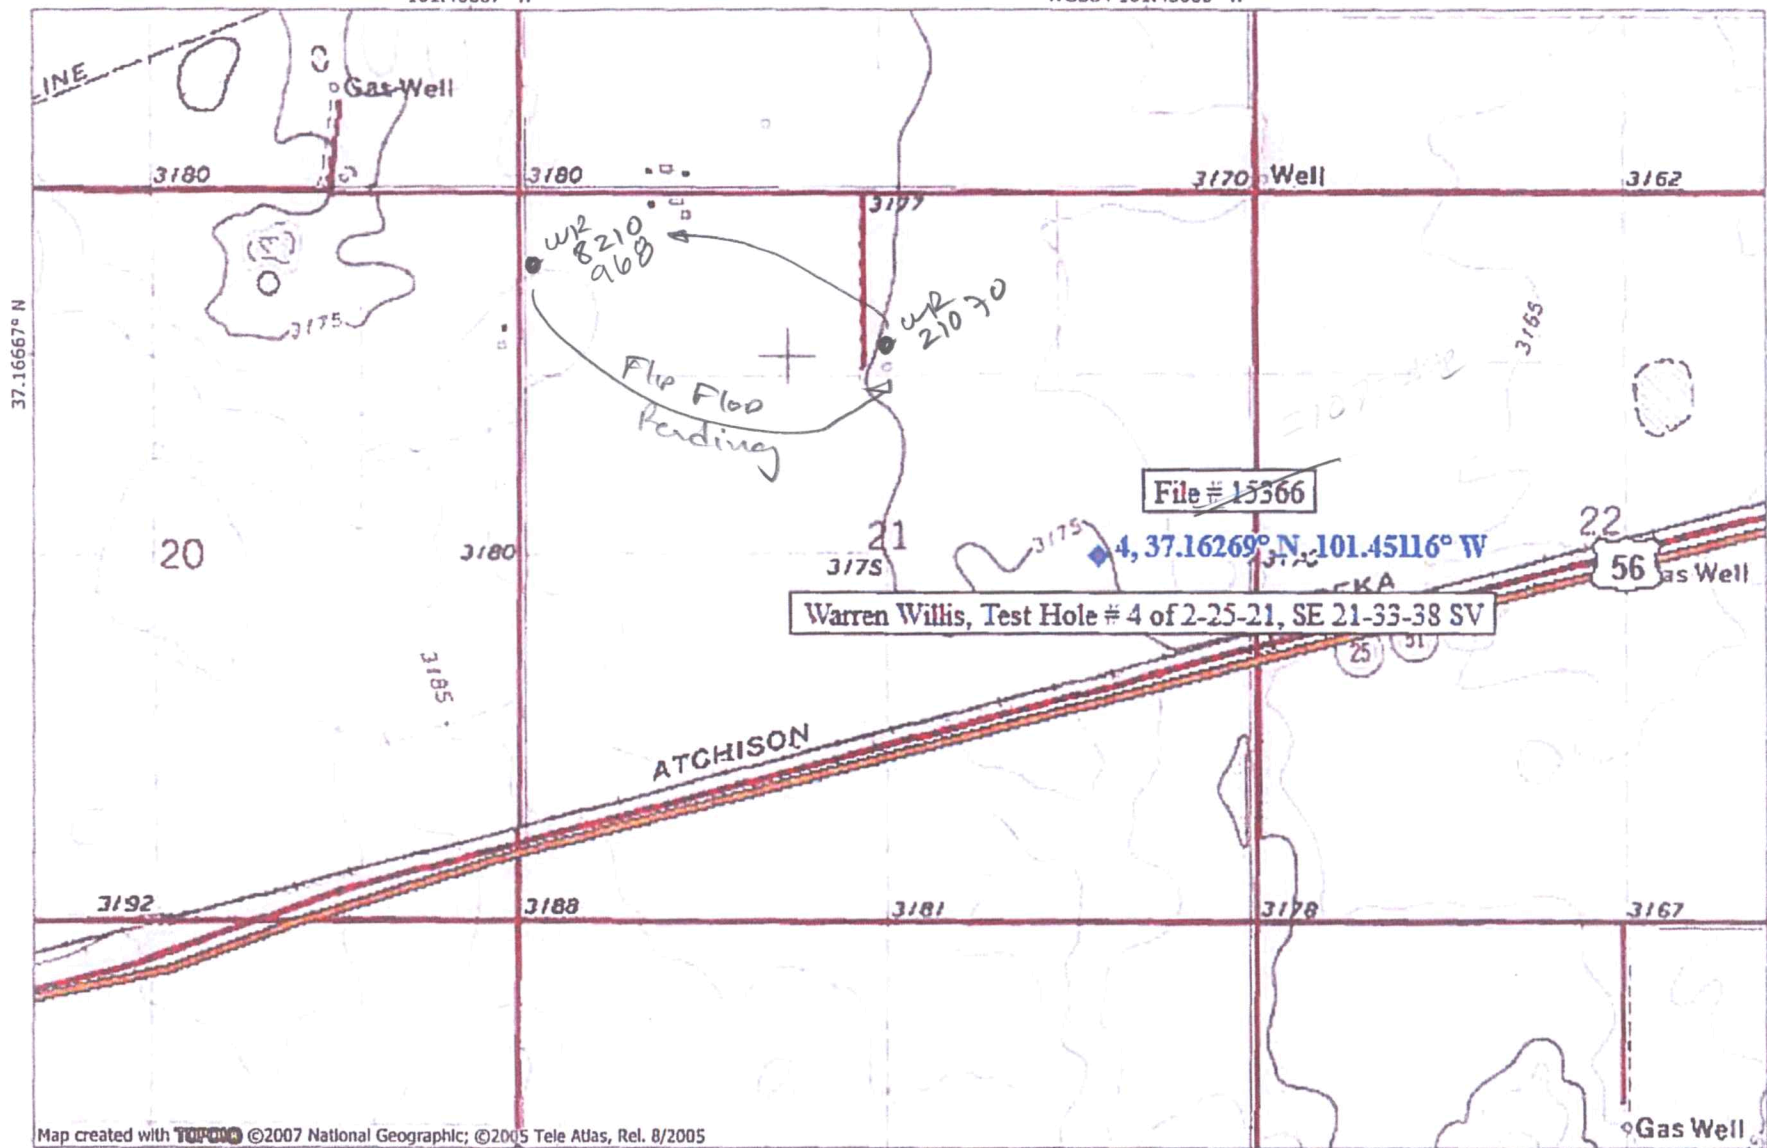 LINE
Gas Well
3180
3180
3177
3170
Well
3162
WR
8210
968
WR
21070
3175
3165
37.16667° N
Flip Flop
Pending
File # 15366
20
3180
21
3175
3175
4, 37.16269° N, 101.45116° W
22
56
Gas Well
Warren Willis, Test Hole # 4 of 2-25-21, SE 21-33-38 SV
25
51
3185
ATCHISON
3192
3188
3181
3178
3167
Gas Well
Map created with TOPO!® ©2007 National Geographic; ©2005 Tele Atlas, Rel. 8/2005